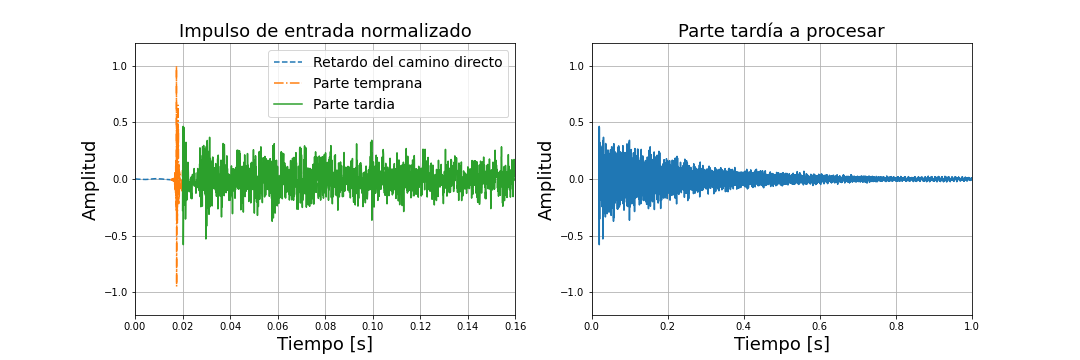 Impulso de entrada normalizado
Retardo del camino directo
Parte temprana
Parte tardia
1.0
0.5
0.0
−0.5
−1.0
Amplitud
0.00 0.02 0.04 0.06 0.08 0.10 0.12 0.14 0.16
Tiempo [s]
Parte tardía a procesar
1.0
0.5
0.0
−0.5
−1.0
Amplitud
0.0 0.2 0.4 0.6 0.8 1.0
Tiempo [s]